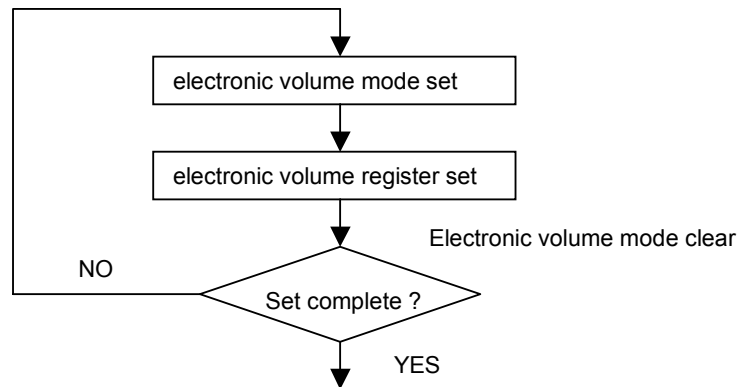 electronic volume mode set
electronic volume register set
Electronic volume mode clear
NO
Set complete ?
YES